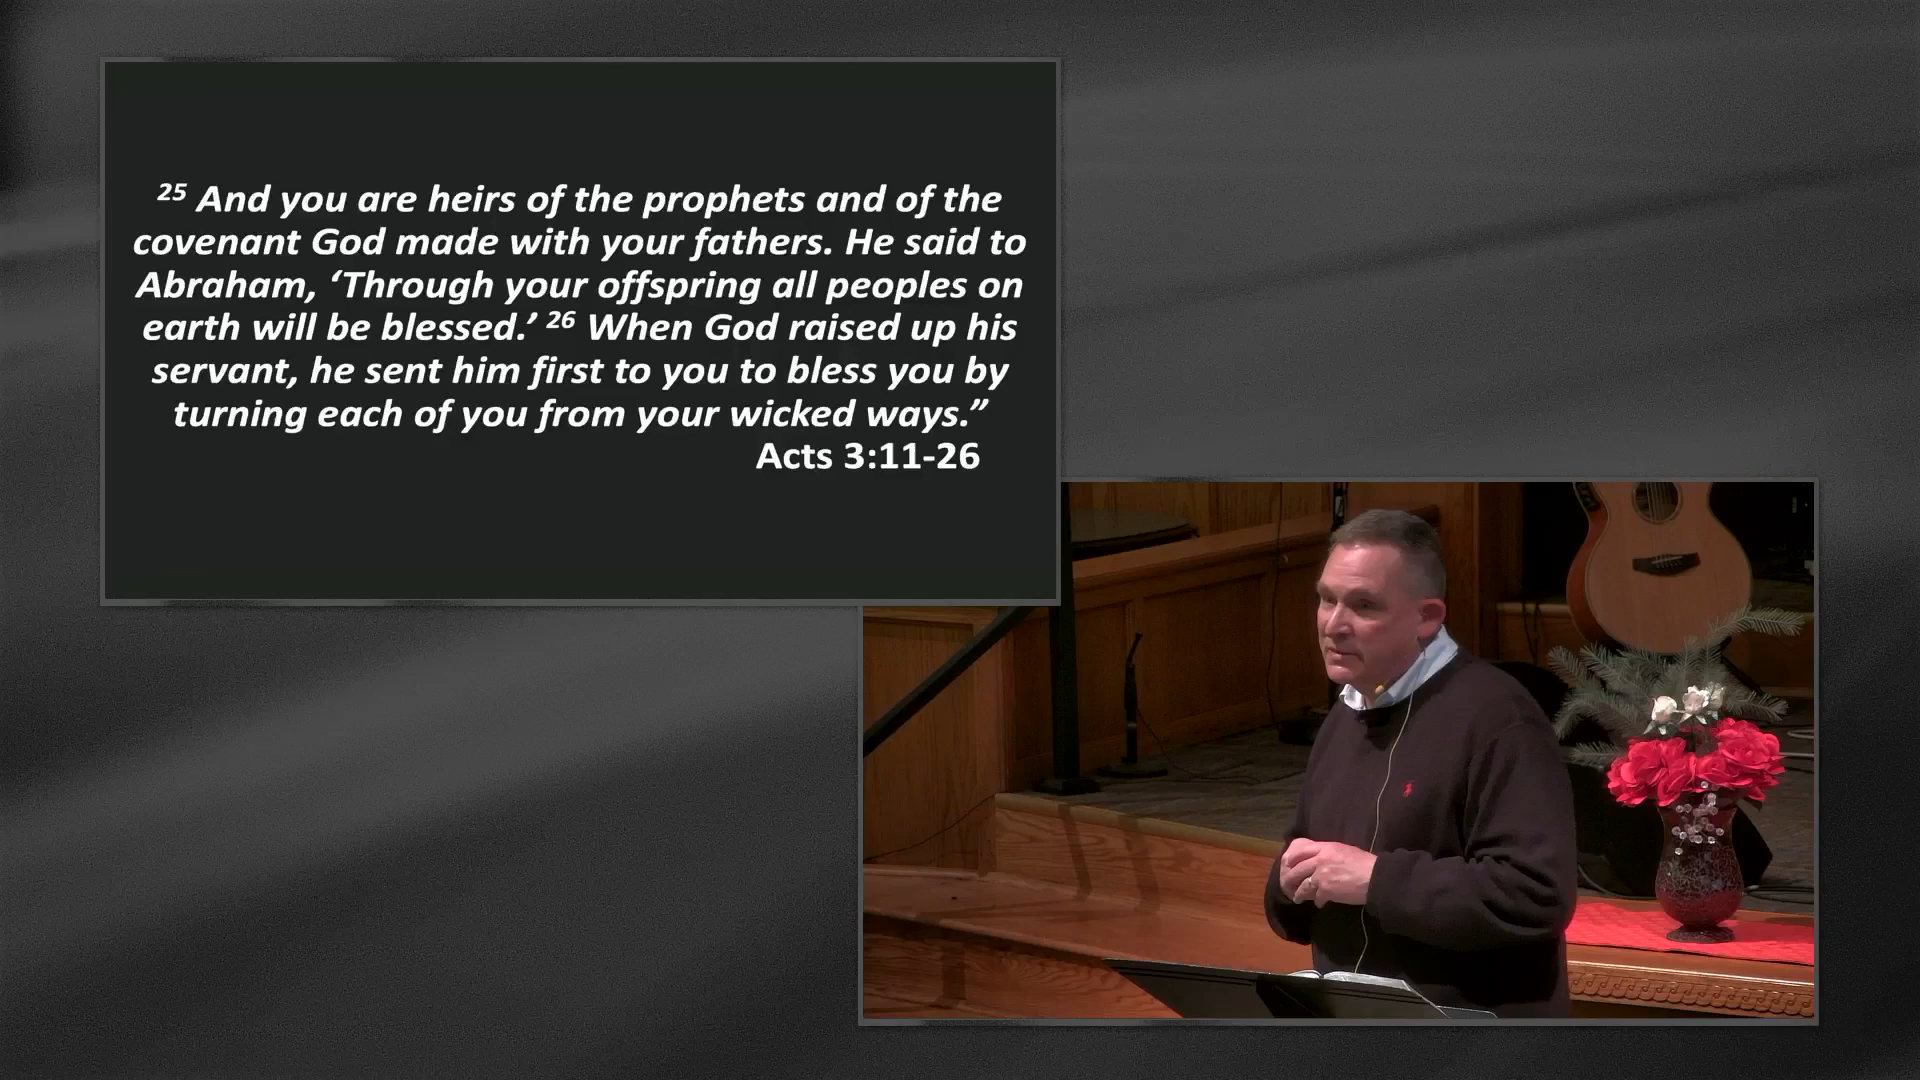 25 And you are heirs of the prophets and of the
covenant God made with your fathers. He said to
Abraham, ‘Through your offspring all peoples on
earth will be blessed.’ 26 When God raised up his
servant, he sent him first to you to bless you by
turning each of you from your wicked ways.”
Acts 3:11-26